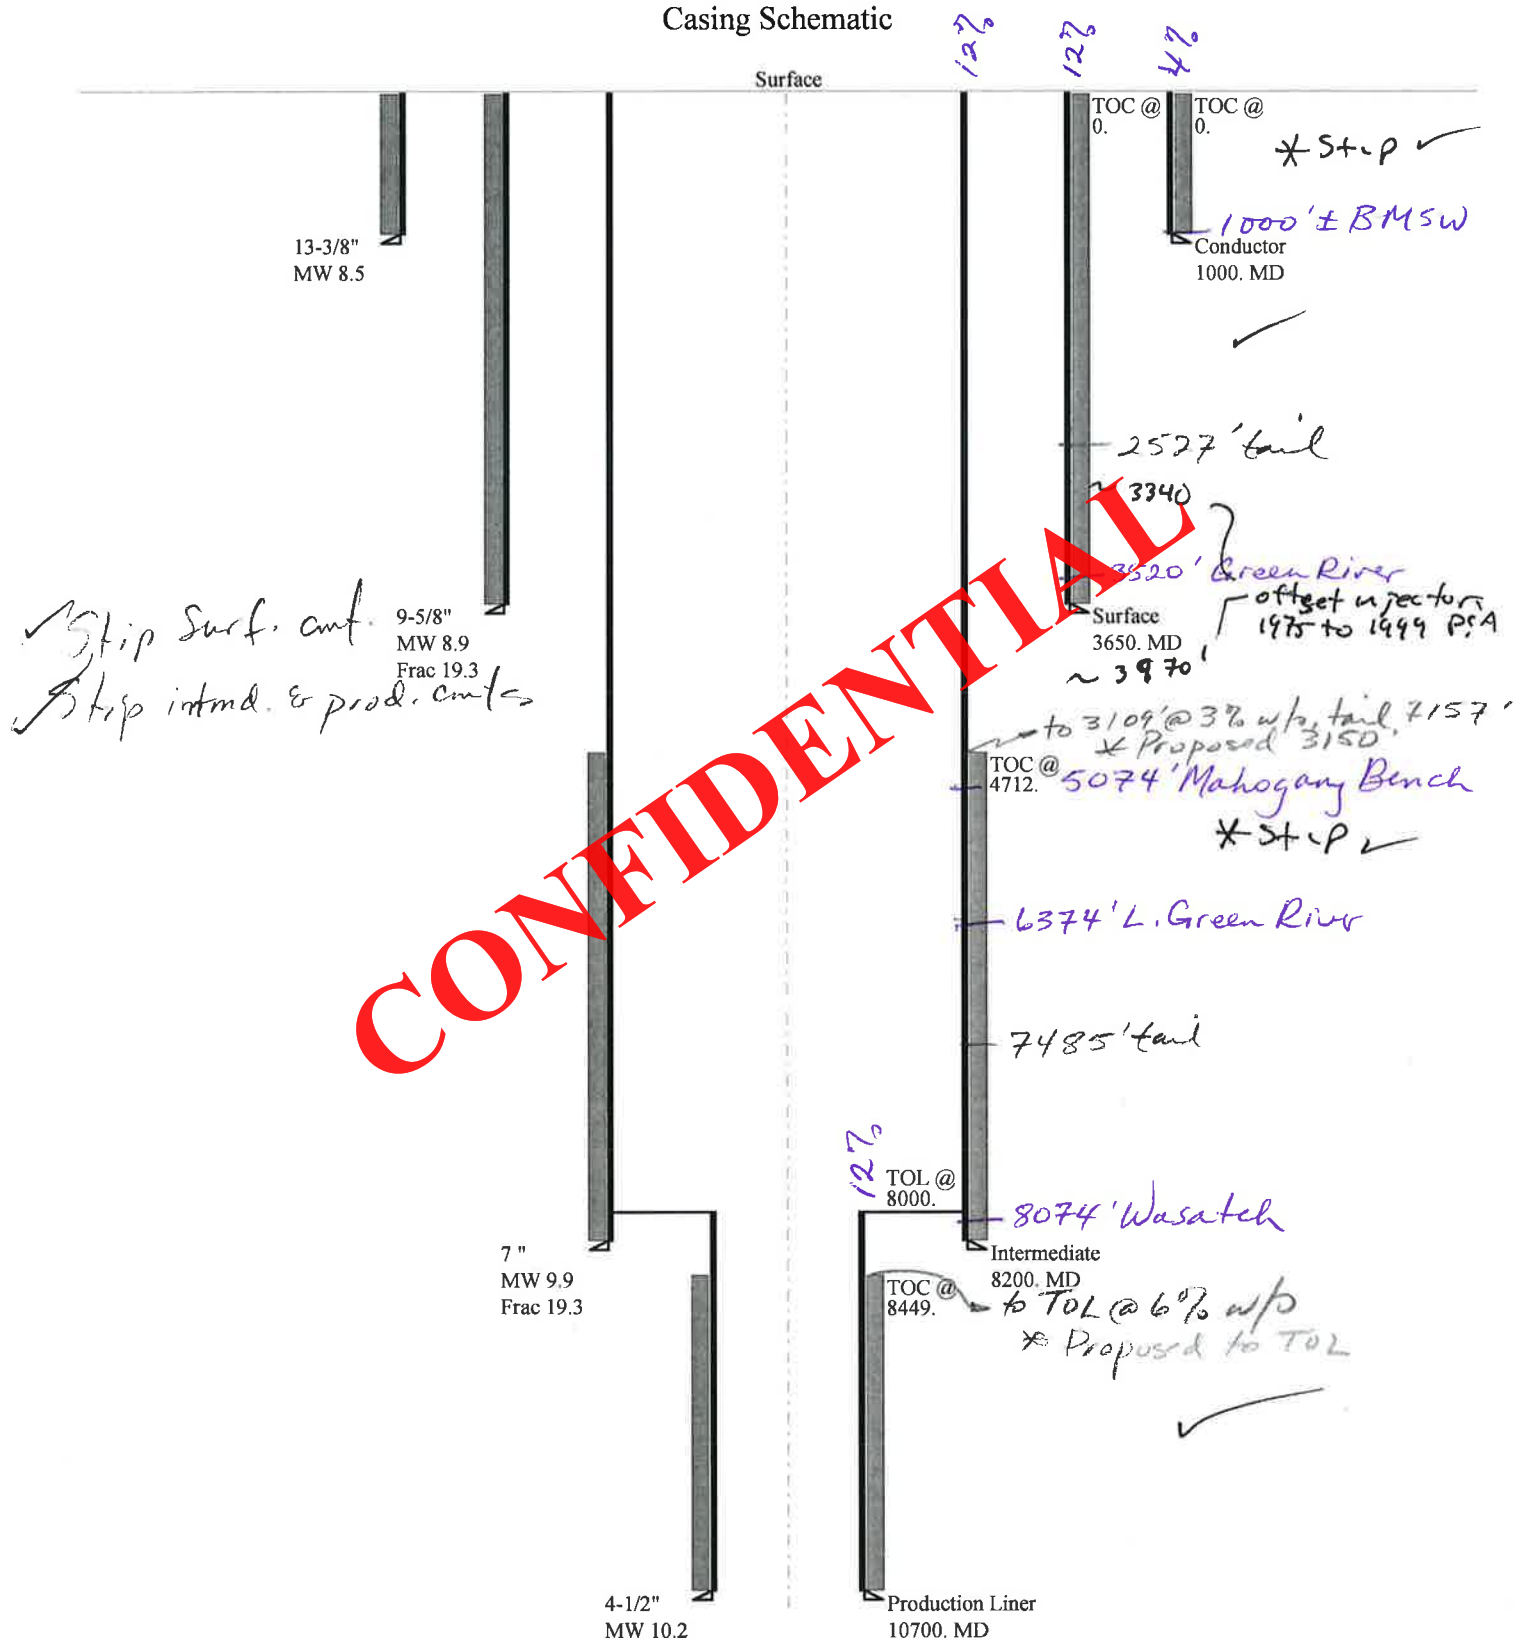 Casing Schematic
12%
12%
4%
Surface
TOC @
0.
TOC @
0.
* Stip ✓
1000' ± BMSW
13-3/8"
MW 8.5
Conductor
1000. MD
✓
2527' tail
~ 3340
3520' Green River
offset injector,
1975 to 1999 P&A
✓ Stip Surf. cmt.
✓ Stip intmd. & prod. cmts
9-5/8"
MW 8.9
Frac 19.3
Surface
3650. MD
~ 3970'
to 3109' @ 3% w/o, tail 7157'
* Proposed 3150'
TOC @
4712.
5074' Mahogany Bench
* Stip ✓
CONFIDENTIAL
6374' L. Green River
7485' tail
12%
TOL @
8000.
8074' Wasatch
7 "
MW 9.9
Frac 19.3
Intermediate
8200. MD
TOC @
8449.
to TOL @ 6% w/o
* Proposed to TOL
✓
4-1/2"
MW 10.2
Production Liner
10700. MD